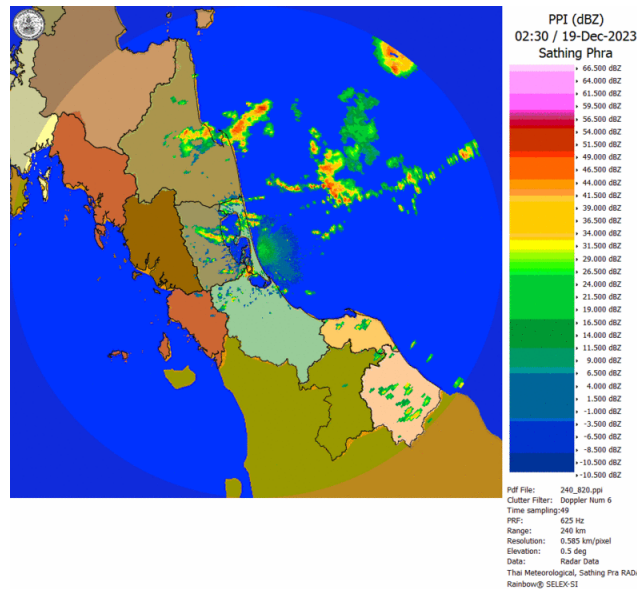 PPI (dBZ)
02:30 / 19-Dec-2023
Sathing Phra
66.500 dBZ
64.000 dBZ
61.500 dBZ
59.500 dBZ
56.500 dBZ
54.000 dBZ
51.500 dBZ
49.000 dBZ
46.500 dBZ
44.000 dBZ
41.500 dBZ
39.000 dBZ
36.500 dBZ
34.000 dBZ
31.500 dBZ
29.000 dBZ
26.500 dBZ
24.000 dBZ
21.500 dBZ
19.000 dBZ
16.500 dBZ
14.000 dBZ
11.500 dBZ
9.000 dBZ
6.500 dBZ
4.000 dBZ
1.500 dBZ
-1.000 dBZ
-3.500 dBZ
-6.500 dBZ
-8.500 dBZ
-10.500 dBZ
-10.500 dBZ
Pdf File: 240_820.ppi
Clutter Filter: Doppler Num 6
Time sampling:49
PRF: 625 Hz
Range: 240 km
Resolution: 0.585 km/pixel
Elevation: 0.5 deg
Data: Radar Data
Thai Meteorological, Sathing Pra RADa
Rainbow® SELEX-SI